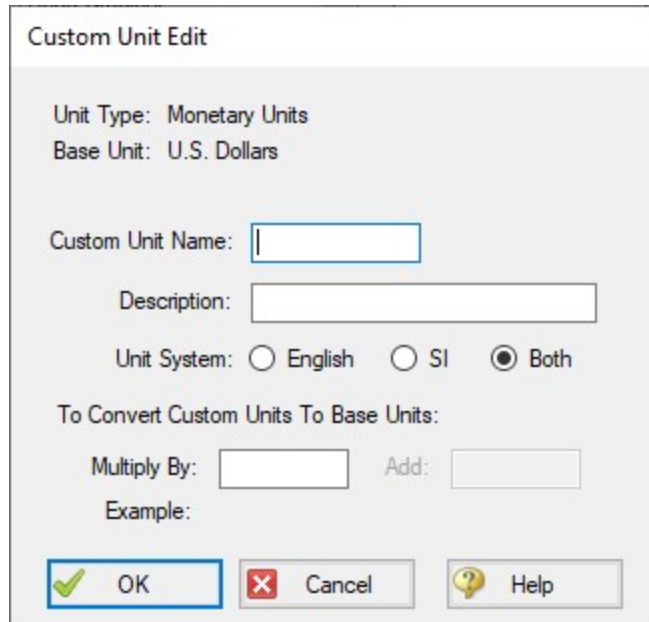 Custom Unit Edit
Unit Type: Monetary Units
Base Unit: U.S. Dollars
Custom Unit Name:
Description:
Unit System: English SI Both
To Convert Custom Units To Base Units:
Multiply By: Add:
Example:
OK Cancel Help